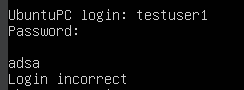 UbuntuPC login: testuser1
Password:
adsa
Login incorrect